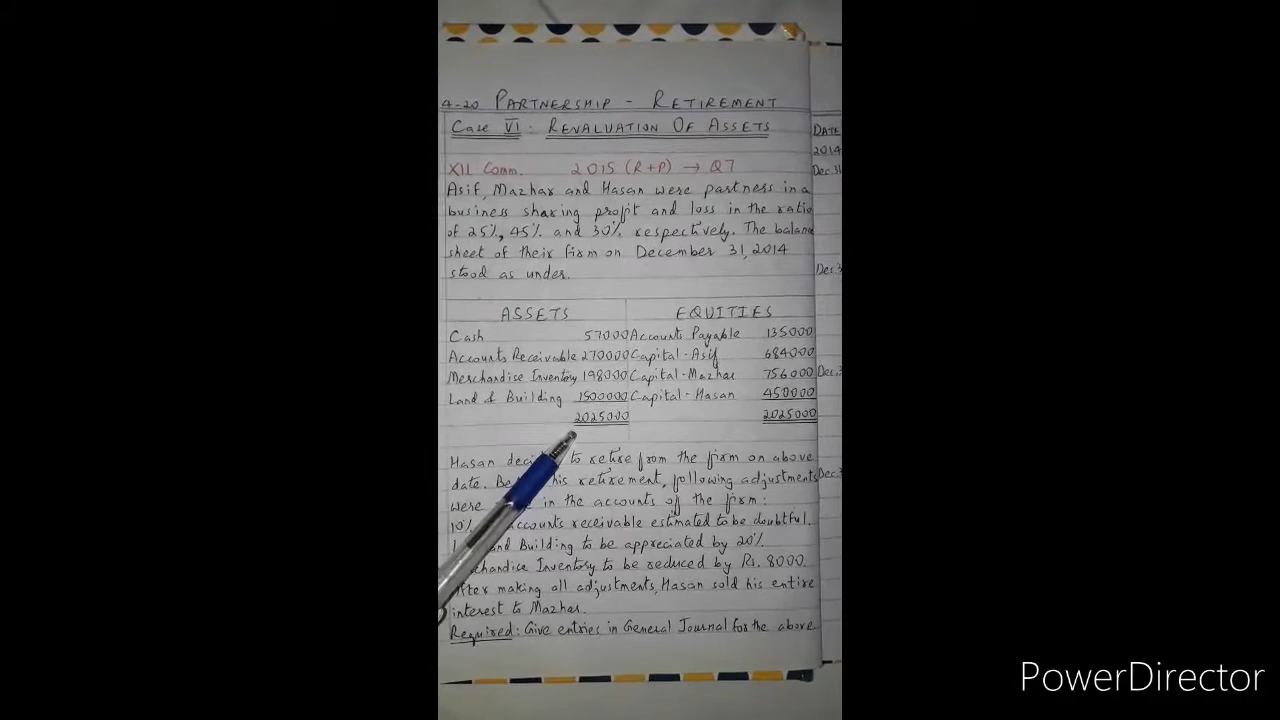 4-20 PARTNERSHIP - RETIREMENT
Case VI : REVALUATION OF ASSETS
XII Comm. 2015 (R+P) → Q7
Asif, Mazhar and Hasan were partners in a
business sharing profit and loss in the ratio
of 25%, 45% and 30% respectively. The balance
sheet of their firm on December 31, 2014
stood as under.
ASSETS EQUITIES
Cash 57000 Accounts Payable 135000
Accounts Receivable 270000 Capital-Asif 684000
Merchandise Inventory 198000 Capital-Mazhar 756000
Land & Building 1500000 Capital-Hasan 450000
2025000 2025000
Hasan to retire from the firm on above
date. his retirement, following adjustments
were in the accounts of the firm:
10% accounts receivable estimated to be doubtful.
Building to be appreciated by 20%
Inventory to be reduced by Rs. 8000.
After making all adjustments, Hasan sold his entire
interest to Mazhar.
Required: Give entries in General Journal for the above
DATE
2014
Dec.31
PowerDirector